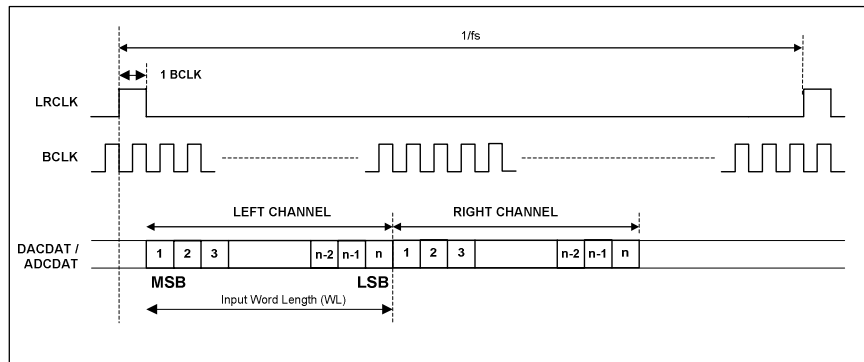 1/fs
1 BCLK
LRCLK
BCLK
LEFT CHANNEL RIGHT CHANNEL
DACDAT /
ADCDAT
1 2 3 n-2 n-1 n 1 2 3 n-2 n-1 n
MSB LSB
Input Word Length (WL)